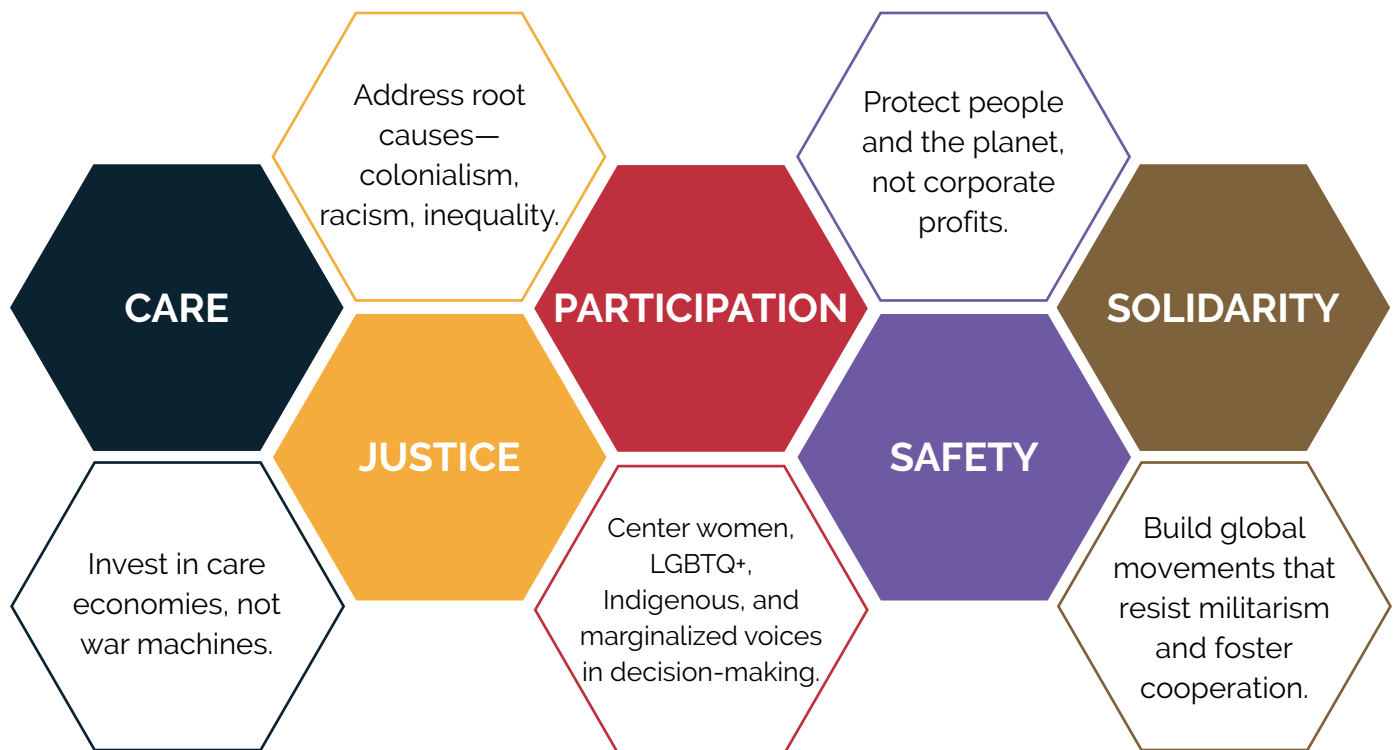 CARE
Invest in care
economies, not
war machines.
Address root
causes—
colonialism,
racism, inequality.
JUSTICE
PARTICIPATION
Center women,
LGBTQ+,
Indigenous, and
marginalized voices
in decision-making.
Protect people
and the planet,
not corporate
profits.
SAFETY
SOLIDARITY
Build global
movements that
resist militarism
and foster
cooperation.